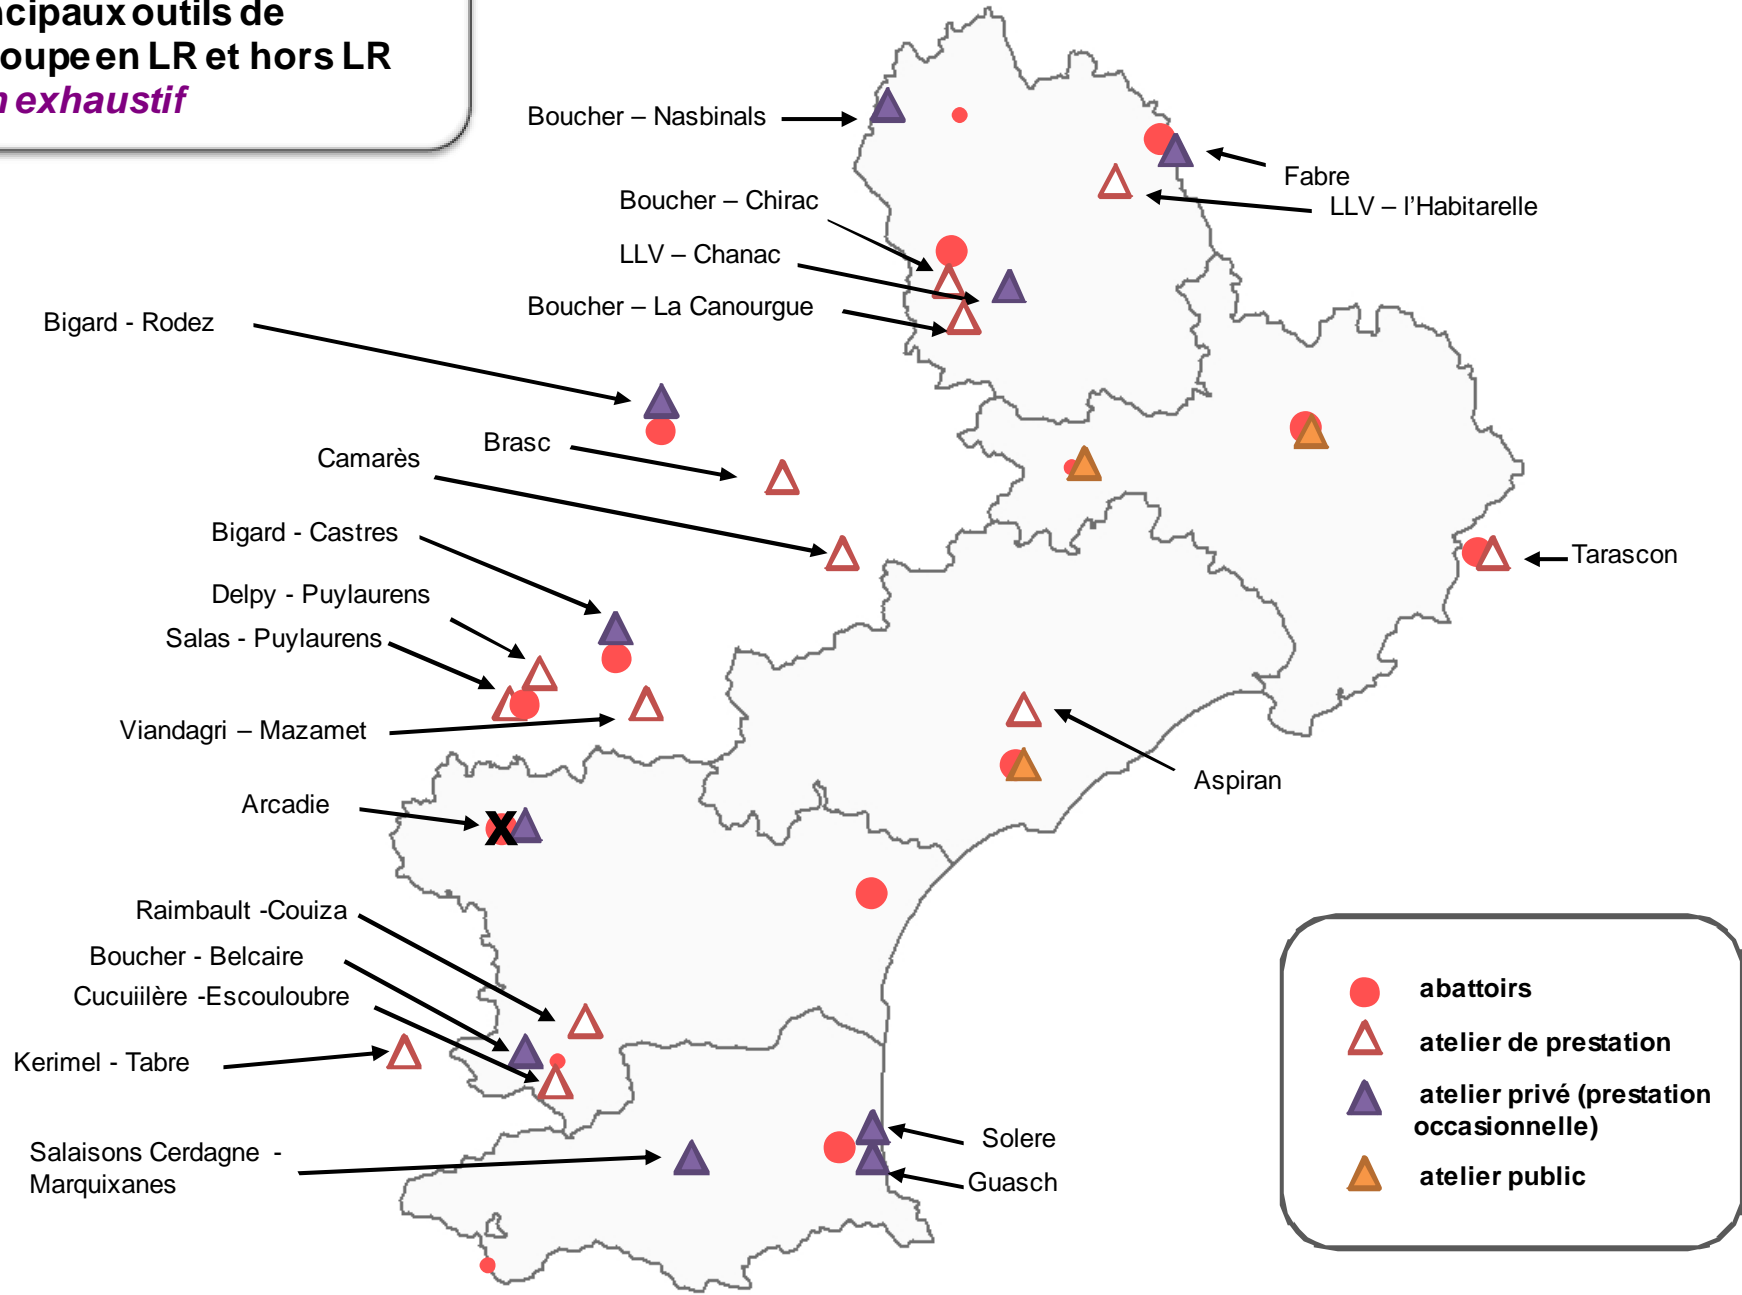 ncipaux outils de
oupe en LR et hors LR
n exhaustif
Boucher – Nasbinals
Fabre
Boucher – Chirac
LLV – l'Habitarelle
LLV – Chanac
Boucher – La Canourgue
Bigard - Rodez
Brasc
Camarès
Bigard - Castres
Tarascon
Delpy - Puylaurens
Salas - Puylaurens
Viandagri – Mazamet
Aspiran
Arcadie
X
Raimbault -Couiza
Boucher - Belcaire
Cucuiilère -Escouloubre
Kerimel - Tabre
Solere
Salaisons Cerdagne -
Marquixanes
Guasch
abattoirs
atelier de prestation
atelier privé (prestation
occasionnelle)
atelier public